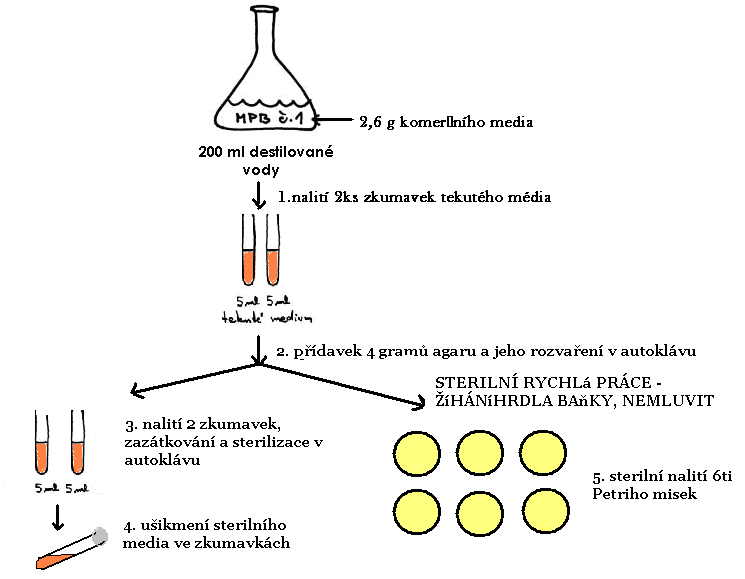 MPB č.1
2,6 g komerčního media
200 ml destilované
vody
1.nalití 2ks zkumavek tekutého média
5ml 5ml
tekuté medium
2. přídavek 4 gramů agaru a jeho rozvaření v autoklávu
STERILNÍ RYCHLá PRÁCE -
ŽíHÁNíHRDLA BAňKY, NEMLUVIT
3. nalití 2 zkumavek,
zazátkování a sterilizace v
autoklávu
5ml 5ml
5. sterilní nalití 6ti
Petriho misek
4. ušikmení sterilního
media ve zkumavkách